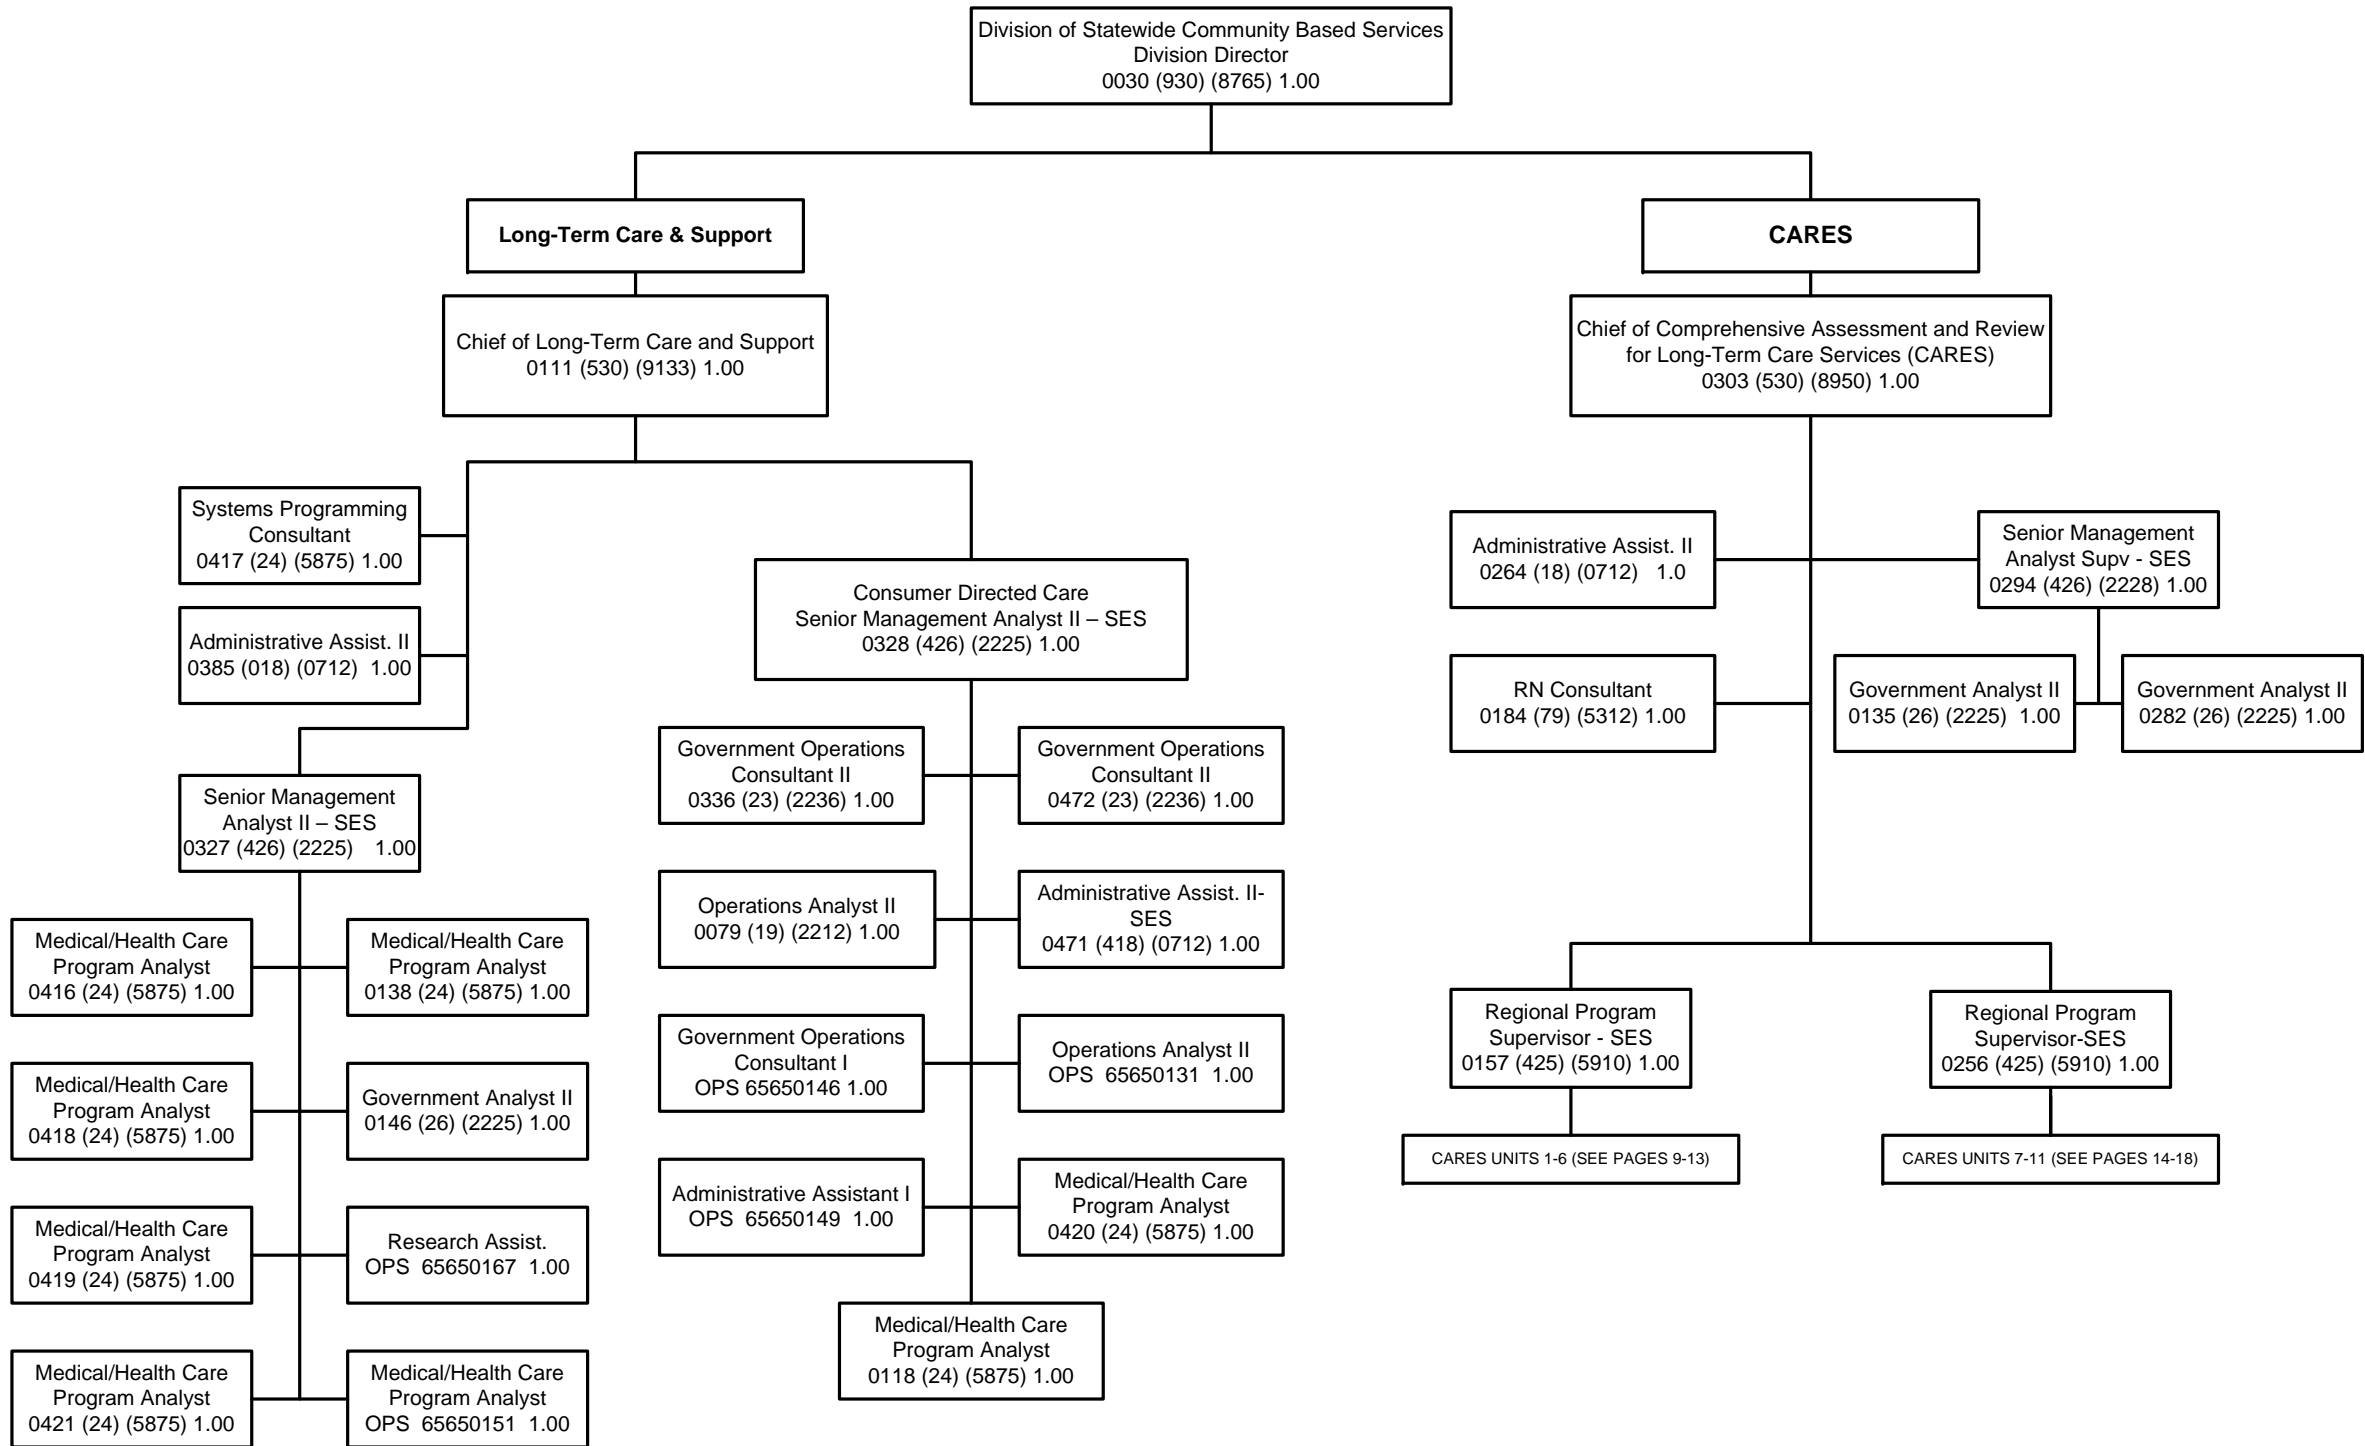 Division of Statewide Community Based Services
Division Director
0030 (930) (8765) 1.00
Long-Term Care & Support
Chief of Long-Term Care and Support
0111 (530) (9133) 1.00
Systems Programming
Consultant
0417 (24) (5875) 1.00
Administrative Assist. II
0385 (018) (0712) 1.00
Senior Management
Analyst II – SES
0327 (426) (2225) 1.00
Medical/Health Care
Program Analyst
0416 (24) (5875) 1.00
Medical/Health Care
Program Analyst
0138 (24) (5875) 1.00
Medical/Health Care
Program Analyst
0418 (24) (5875) 1.00
Government Analyst II
0146 (26) (2225) 1.00
Medical/Health Care
Program Analyst
0419 (24) (5875) 1.00
Research Assist.
OPS 65650167 1.00
Medical/Health Care
Program Analyst
0421 (24) (5875) 1.00
Medical/Health Care
Program Analyst
OPS 65650151 1.00
Consumer Directed Care
Senior Management Analyst II – SES
0328 (426) (2225) 1.00
Government Operations
Consultant II
0336 (23) (2236) 1.00
Government Operations
Consultant II
0472 (23) (2236) 1.00
Operations Analyst II
0079 (19) (2212) 1.00
Administrative Assist. II-
SES
0471 (418) (0712) 1.00
Government Operations
Consultant I
OPS 65650146 1.00
Operations Analyst II
OPS 65650131 1.00
Administrative Assistant I
OPS 65650149 1.00
Medical/Health Care
Program Analyst
0420 (24) (5875) 1.00
Medical/Health Care
Program Analyst
0118 (24) (5875) 1.00
CARES
Chief of Comprehensive Assessment and Review
for Long-Term Care Services (CARES)
0303 (530) (8950) 1.00
Administrative Assist. II
0264 (18) (0712) 1.0
Senior Management
Analyst Supv - SES
0294 (426) (2228) 1.00
RN Consultant
0184 (79) (5312) 1.00
Government Analyst II
0135 (26) (2225) 1.00
Government Analyst II
0282 (26) (2225) 1.00
Regional Program
Supervisor - SES
0157 (425) (5910) 1.00
Regional Program
Supervisor-SES
0256 (425) (5910) 1.00
CARES UNITS 1-6 (SEE PAGES 9-13)
CARES UNITS 7-11 (SEE PAGES 14-18)